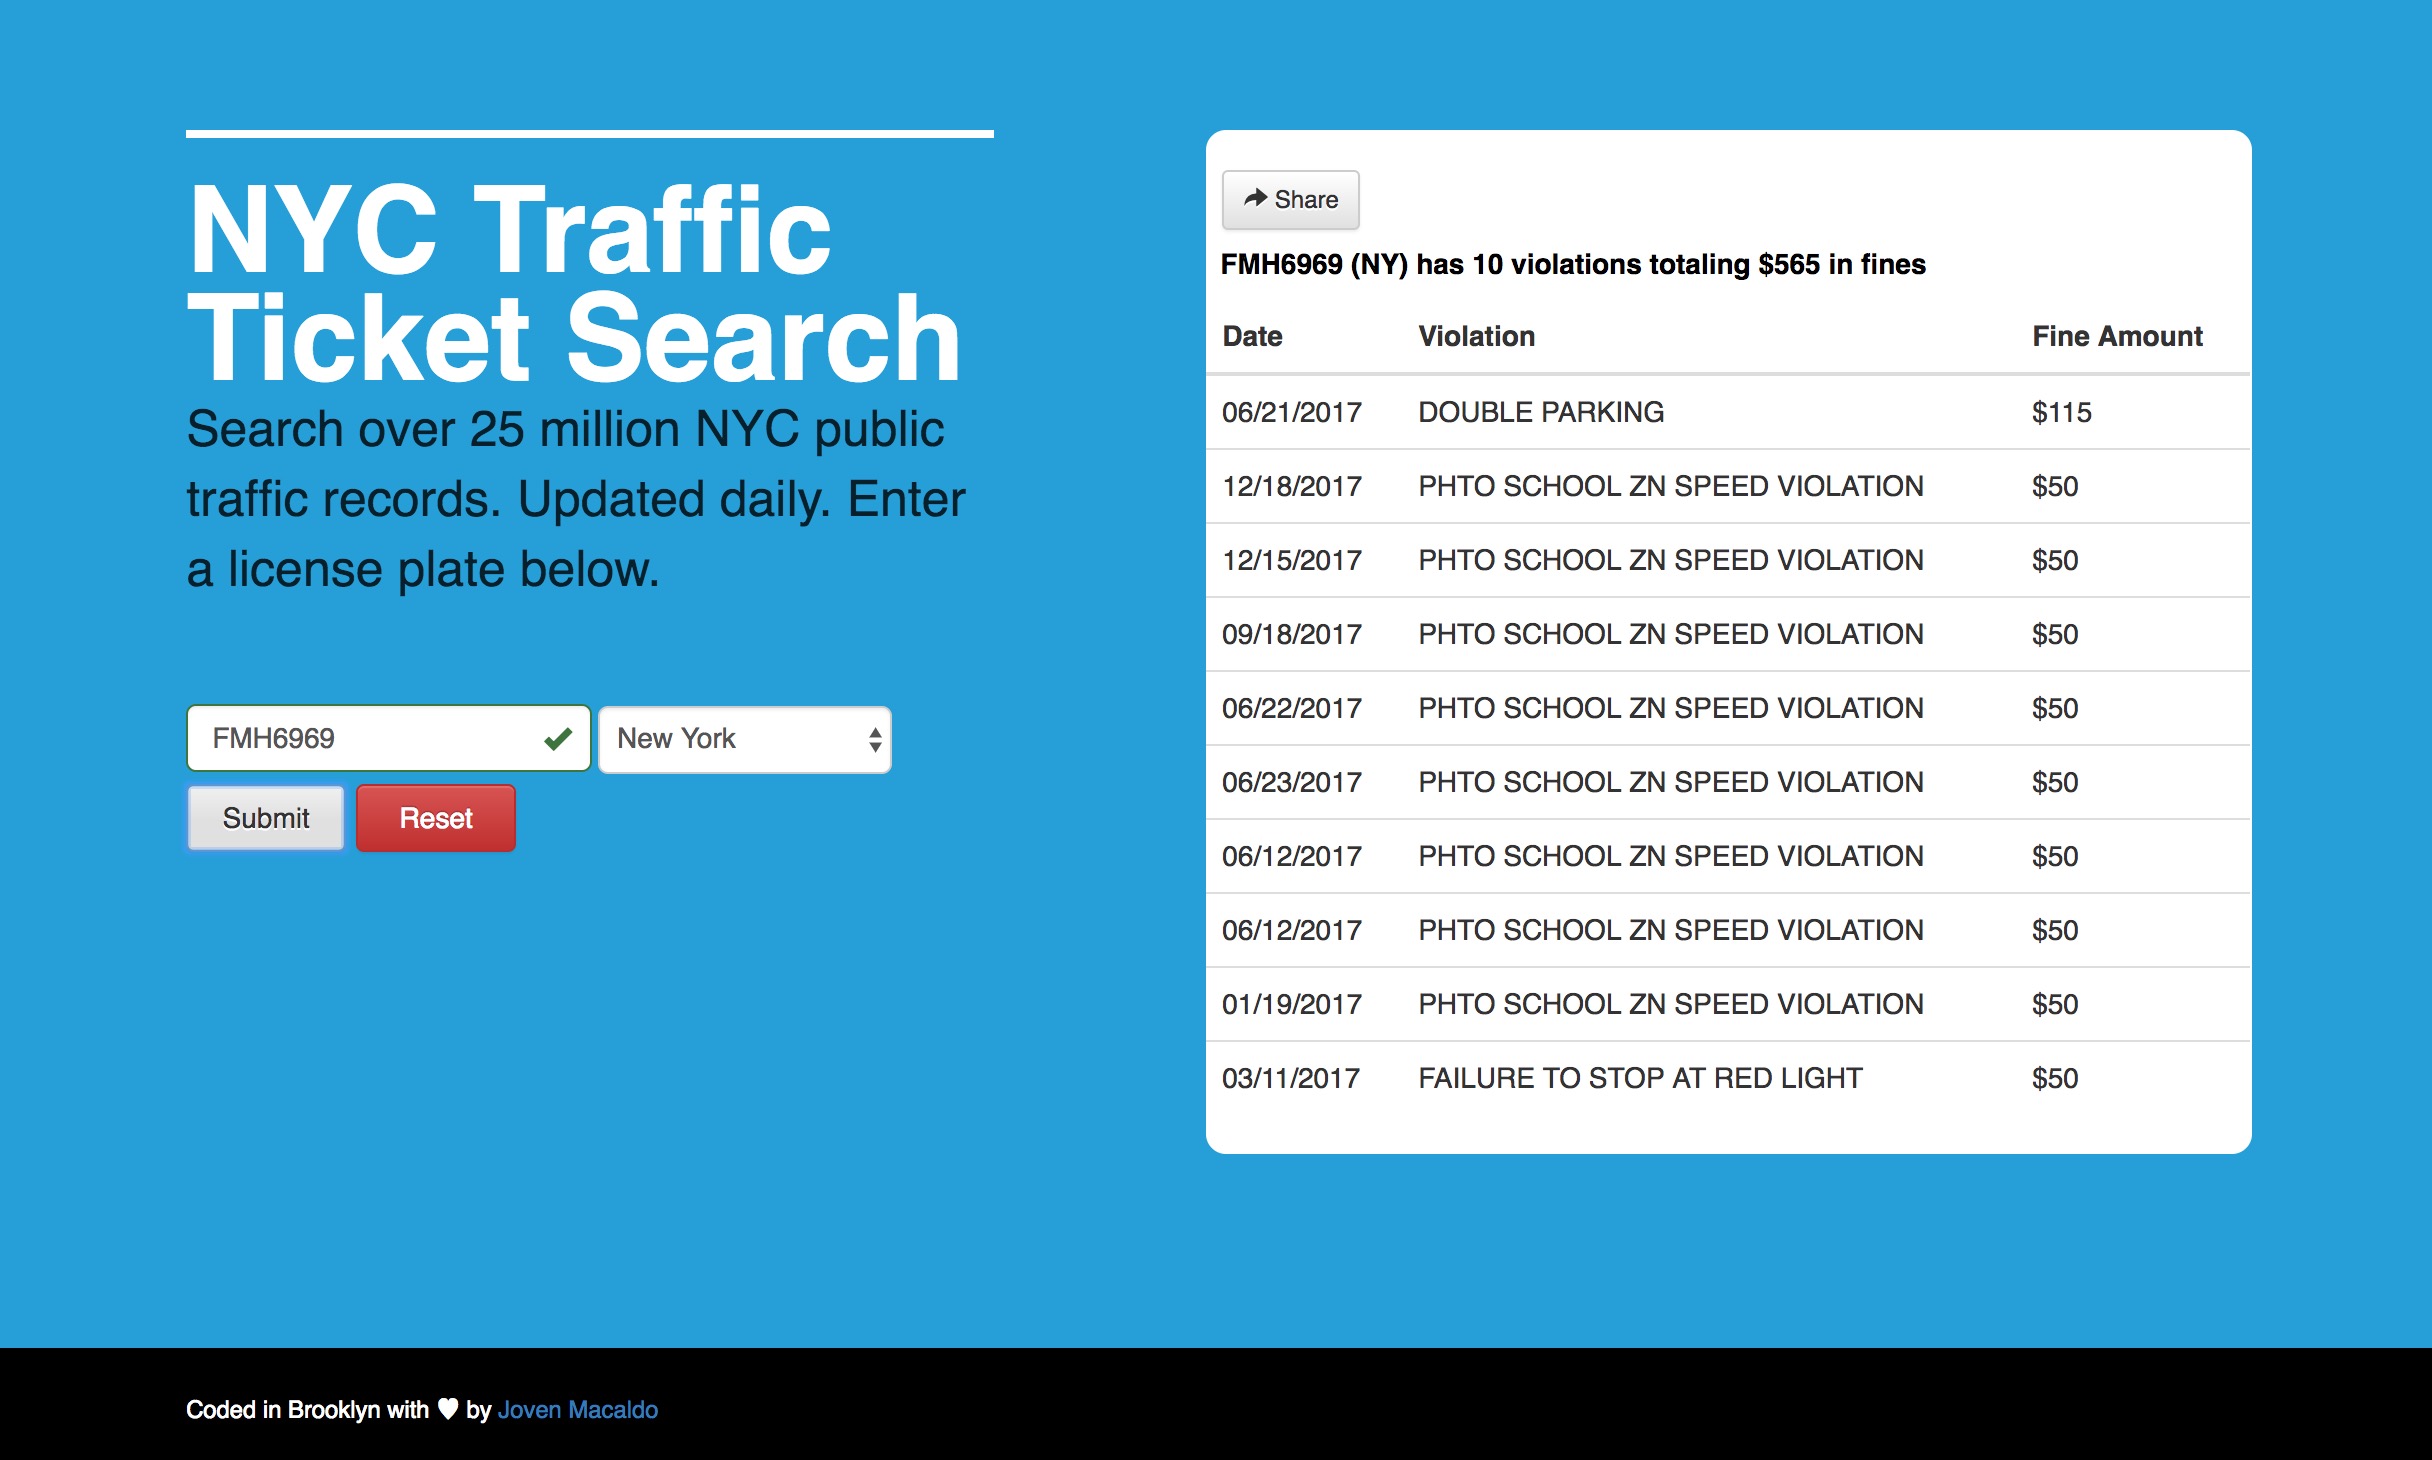 NYC Traffic
Ticket Search
Search over 25 million NYC public
traffic records. Updated daily. Enter
a license plate below.
FMH6969 New York
Submit Reset
Share
FMH6969 (NY) has 10 violations totaling $565 in fines
Date Violation Fine Amount
06/21/2017 DOUBLE PARKING $115
12/18/2017 PHTO SCHOOL ZN SPEED VIOLATION $50
12/15/2017 PHTO SCHOOL ZN SPEED VIOLATION $50
09/18/2017 PHTO SCHOOL ZN SPEED VIOLATION $50
06/22/2017 PHTO SCHOOL ZN SPEED VIOLATION $50
06/23/2017 PHTO SCHOOL ZN SPEED VIOLATION $50
06/12/2017 PHTO SCHOOL ZN SPEED VIOLATION $50
06/12/2017 PHTO SCHOOL ZN SPEED VIOLATION $50
01/19/2017 PHTO SCHOOL ZN SPEED VIOLATION $50
03/11/2017 FAILURE TO STOP AT RED LIGHT $50
Coded in Brooklyn with ♥ by Joven Macaldo